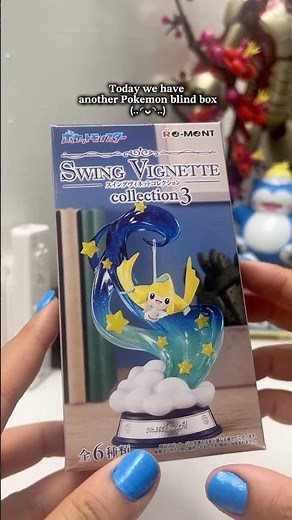 Today we have
another Pokemon blind box
(..◜ᴗ◝..)
ポケットモンスター
RE-MENT
SWING VIGNETTE
スイングヴィネットコレクション
collection 3
全6種類